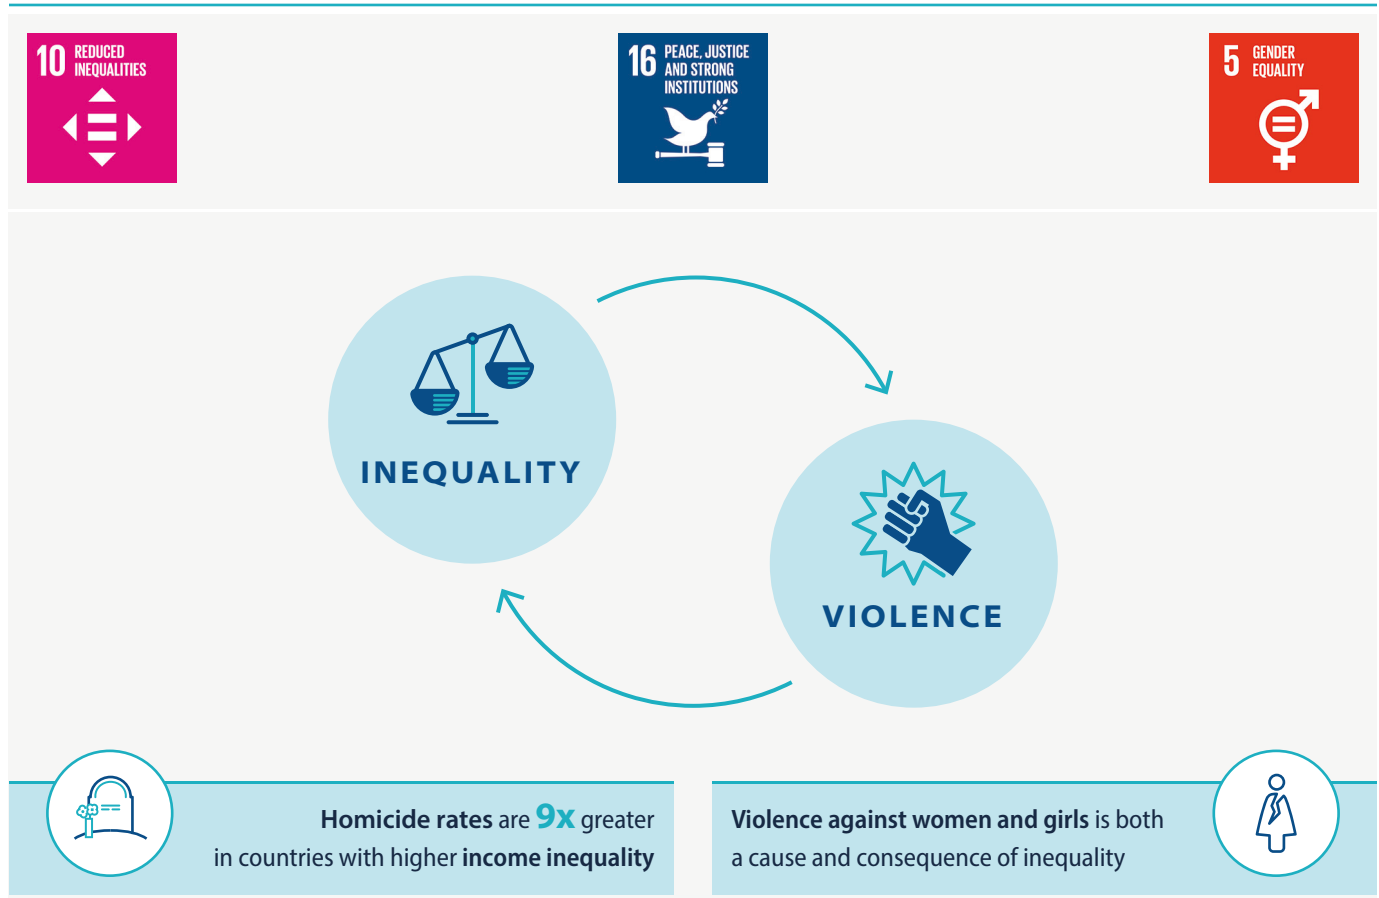 10 REDUCED
INEQUALITIES
16 PEACE, JUSTICE
AND STRONG
INSTITUTIONS
5 GENDER
EQUALITY
INEQUALITY
VIOLENCE
Homicide rates are 9x greater
in countries with higher income inequality
Violence against women and girls is both
a cause and consequence of inequality